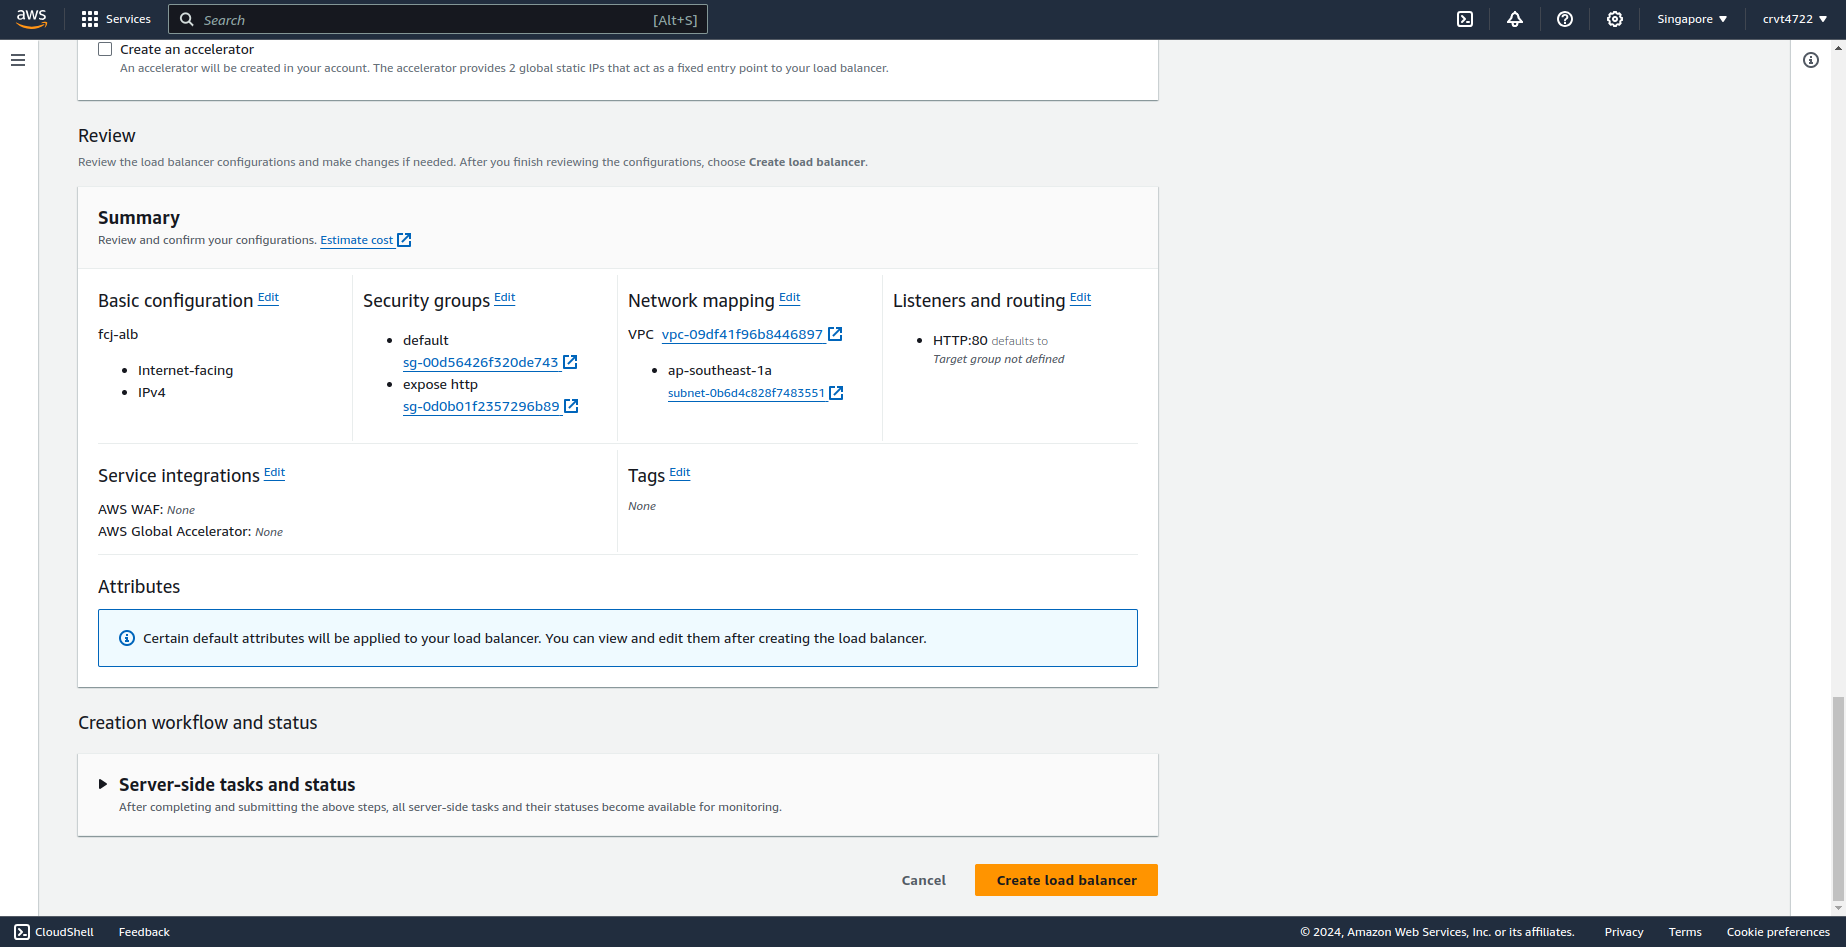 aws
Services
Search
[Alt+S]
Singapore
crvt4722
Create an accelerator
An accelerator will be created in your account. The accelerator provides 2 global static IPs that act as a fixed entry point to your load balancer.
Review
Review the load balancer configurations and make changes if needed. After you finish reviewing the configurations, choose Create load balancer.
Summary
Review and confirm your configurations. Estimate cost
Basic configuration Edit
fcj-alb
Internet-facing
IPv4
Security groups Edit
default
sg-00d56426f320de743
expose http
sg-0d0b01f2357296b89
Network mapping Edit
VPC vpc-09df41f96b8446897
ap-southeast-1a
subnet-0b6d4c828f7483551
Listeners and routing Edit
HTTP:80 defaults to
Target group not defined
Service integrations Edit
AWS WAF: None
AWS Global Accelerator: None
Tags Edit
None
Attributes
Certain default attributes will be applied to your load balancer. You can view and edit them after creating the load balancer.
Creation workflow and status
Server-side tasks and status
After completing and submitting the above steps, all server-side tasks and their statuses become available for monitoring.
Cancel
Create load balancer
CloudShell
Feedback
© 2024, Amazon Web Services, Inc. or its affiliates.
Privacy
Terms
Cookie preferences